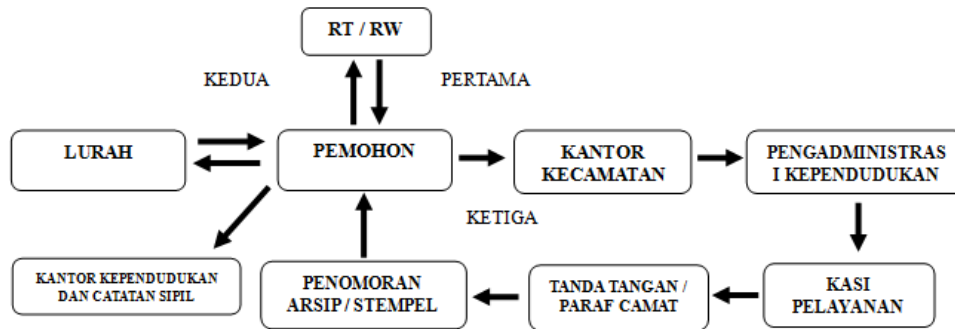 RT / RW
KEDUA
PERTAMA
LURAH
PEMOHON
KANTOR
KECAMATAN
PENGADMINISTRAS
I KEPENDUDUKAN
KETIGA
KANTOR KEPENDUDUKAN
DAN CATATAN SIPIL
PENOMORAN
ARSIP / STEMPEL
TANDA TANGAN /
PARAF CAMAT
KASI
PELAYANAN